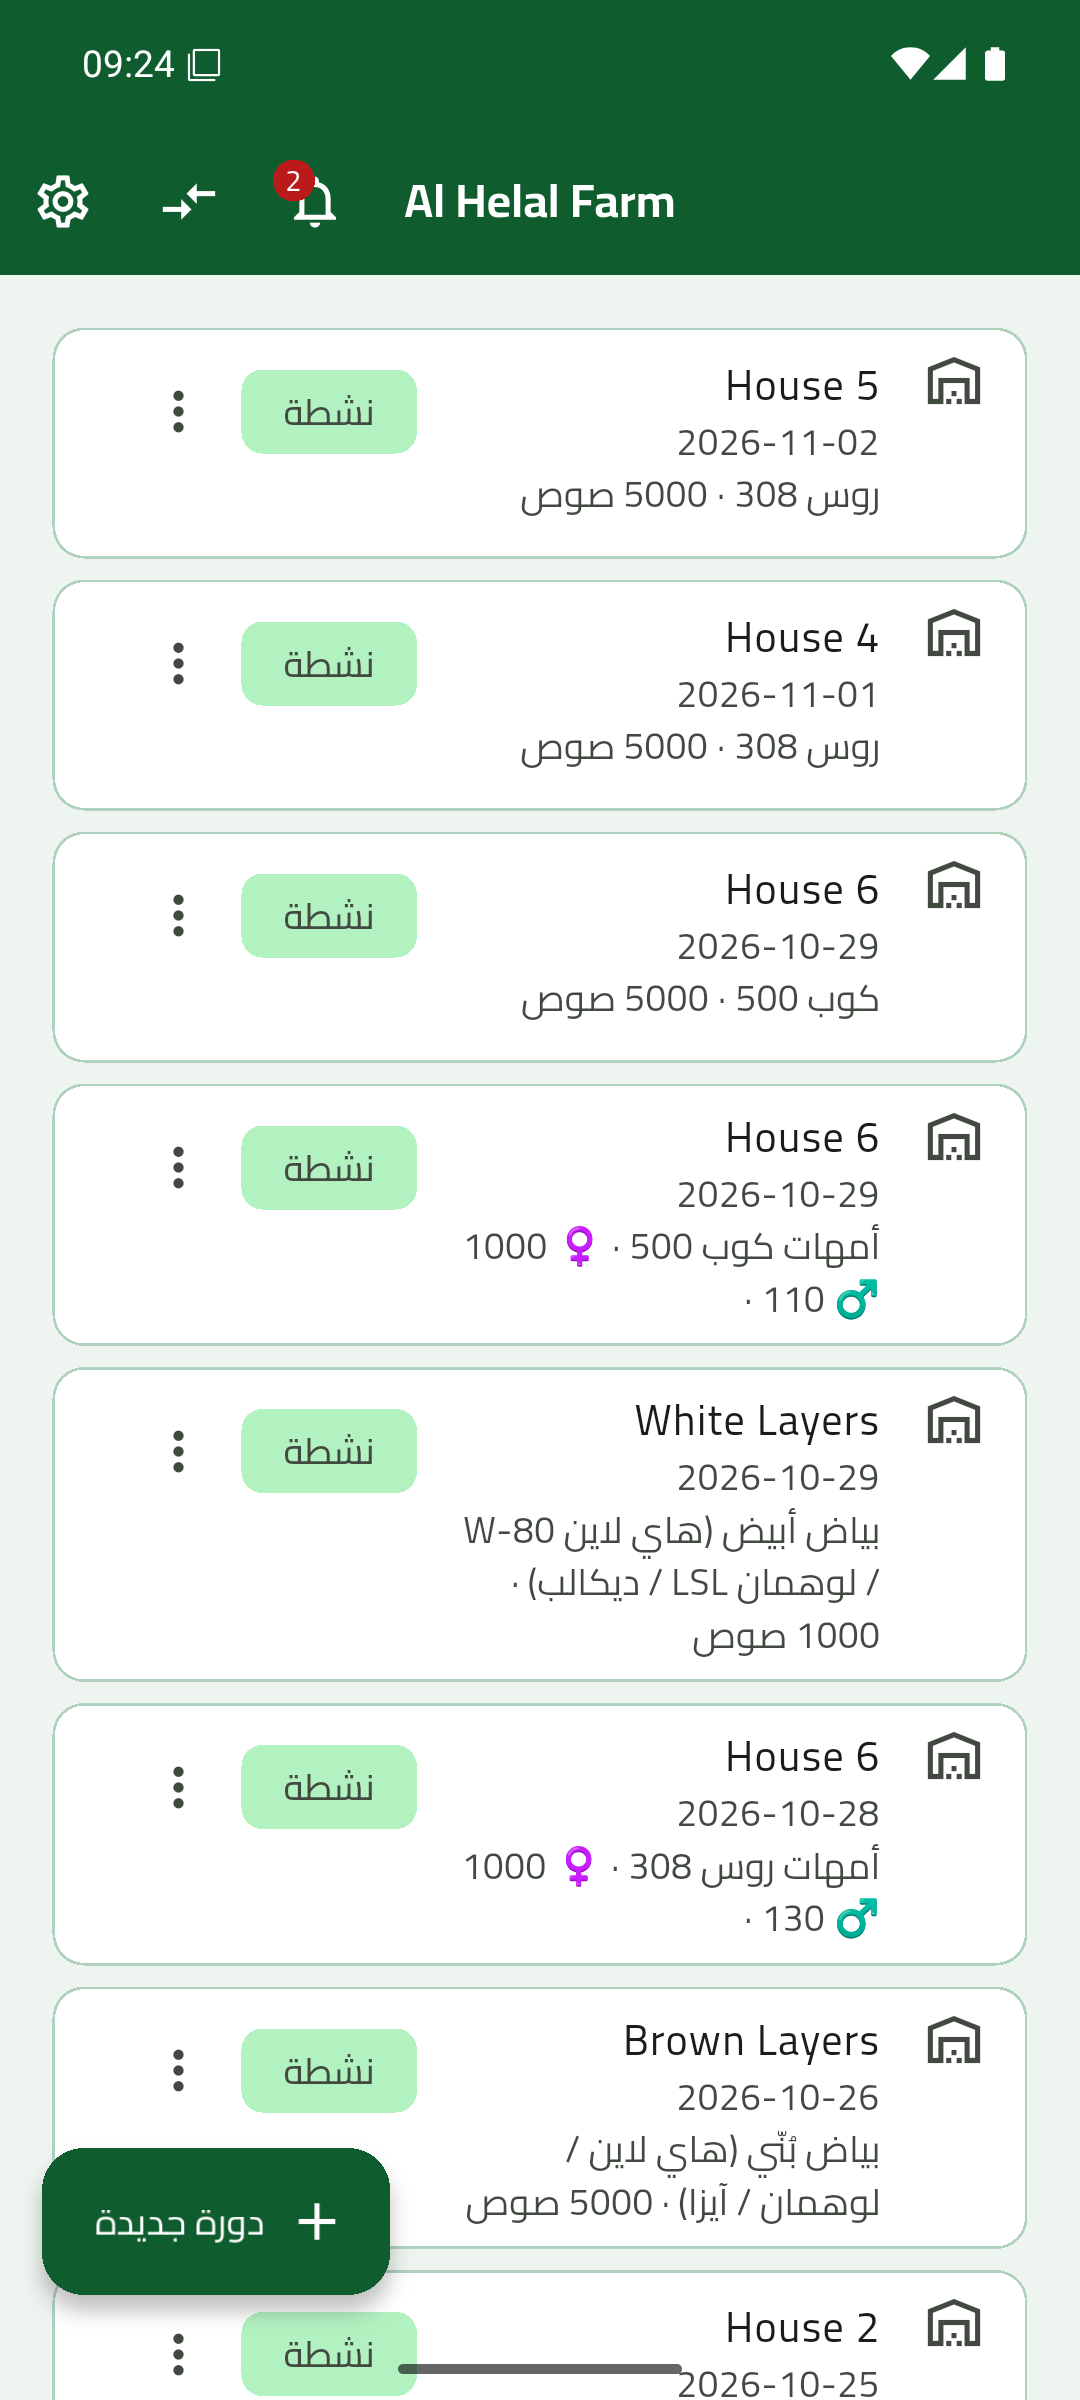 09:24
2
Al Helal Farm
House 5
نشطة
2026-11-02
روس 308 · 5000 صوص
House 4
نشطة
2026-11-01
روس 308 · 5000 صوص
House 6
نشطة
2026-10-29
كوب 500 · 5000 صوص
House 6
نشطة
2026-10-29
أمهات كوب 500 · ♀ 1000
· ♂ 110
White Layers
نشطة
2026-10-29
بياض أبيض (هاي لاين W-80
/ لوهمان LSL / ديكالب) ·
1000 صوص
House 6
نشطة
2026-10-28
أمهات روس 308 · ♀ 1000
· ♂ 130
Brown Layers
نشطة
2026-10-26
بياض بُنّي (هاي لاين /
لوهمان / آيزا) · 5000 صوص
دورة جديدة
House 2
نشطة
2026-10-25